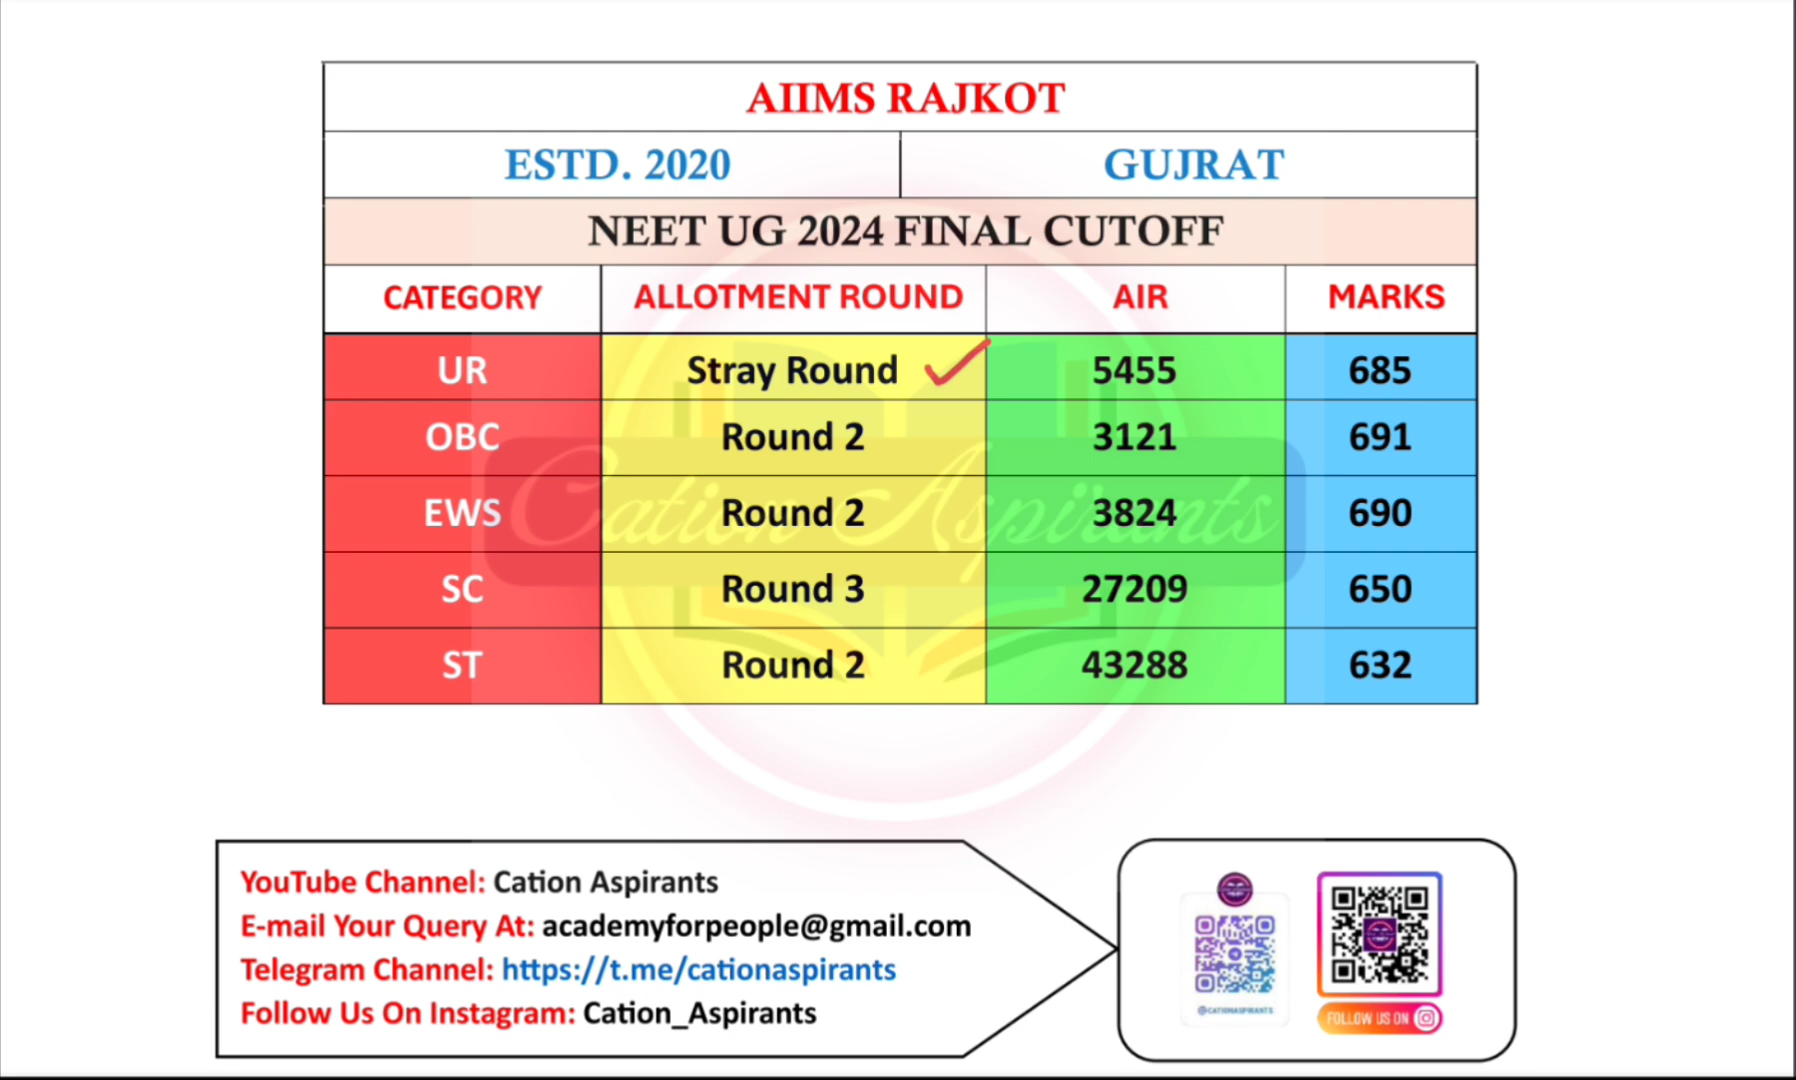 AIIMS RAJKOT
ESTD. 2020 GUJRAT
NEET UG 2024 FINAL CUTOFF
CATEGORY ALLOTMENT ROUND AIR MARKS
UR Stray Round 5455 685
OBC Round 2 3121 691
EWS Round 2 3824 690
SC Round 3 27209 650
ST Round 2 43288 632
Cation Aspirants
YouTube Channel: Cation Aspirants
E-mail Your Query At: academyforpeople@gmail.com
Telegram Channel: https://t.me/cationaspirants
Follow Us On Instagram: Cation_Aspirants
@CATIONASPIRANTS
FOLLOW US ON